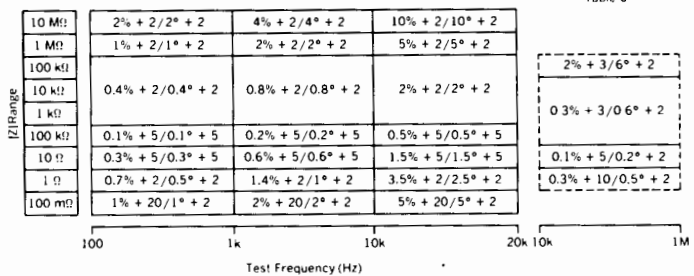 10 MΩ 2% + 2/2° + 2 4% + 2/4° + 2 10% + 2/10° + 2
1 MΩ 1% + 2/1° + 2 2% + 2/2° + 2 5% + 2/5° + 2
100 kΩ 2% + 3/6° + 2
10 kΩ 0.4% + 2/0.4° + 2 0.8% + 2/0.8° + 2 2% + 2/2° + 2
|Z| Range
1 kΩ 0 3% + 3/0 6° + 2
100 kΩ 0.1% + 5/0.1° + 5 0.2% + 5/0.2° + 5 0.5% + 5/0.5° + 5
10 Ω 0.3% + 5/0.3° + 5 0.6% + 5/0.6° + 5 1.5% + 5/1.5° + 5 0.1% + 5/0.2° + 2
1 Ω 0.7% + 2/0.5° + 2 1.4% + 2/1° + 2 3.5% + 2/2.5° + 2 0.3% + 10/0.5° + 2
100 mΩ 1% + 20/1° + 2 2% + 20/2° + 2 5% + 20/5° + 2
100 1k 10k 20k 10k 1M
Test Frequency (Hz)